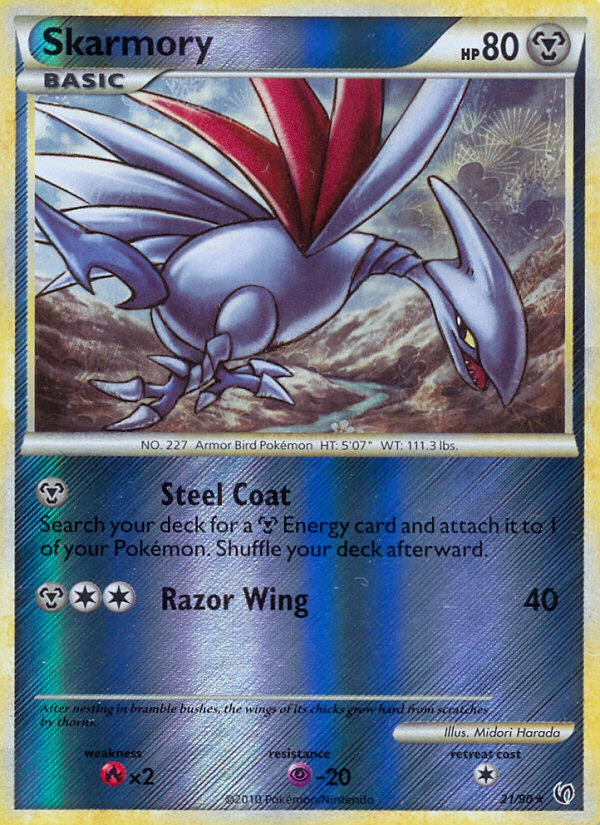 Skarmory HP 80
BASIC
NO. 227 Armor Bird Pokémon HT: 5'07" WT: 111.3 lbs.
Steel Coat
Search your deck for a Energy card and attach it to 1
of your Pokémon. Shuffle your deck afterward.
Razor Wing 40
After nesting in bramble bushes, the wings of its chicks grow hard from scratches
by thorns.
Illus. Midori Harada
weakness resistance retreat cost
×2 -20
©2010 Pokémon/Nintendo 21/90★